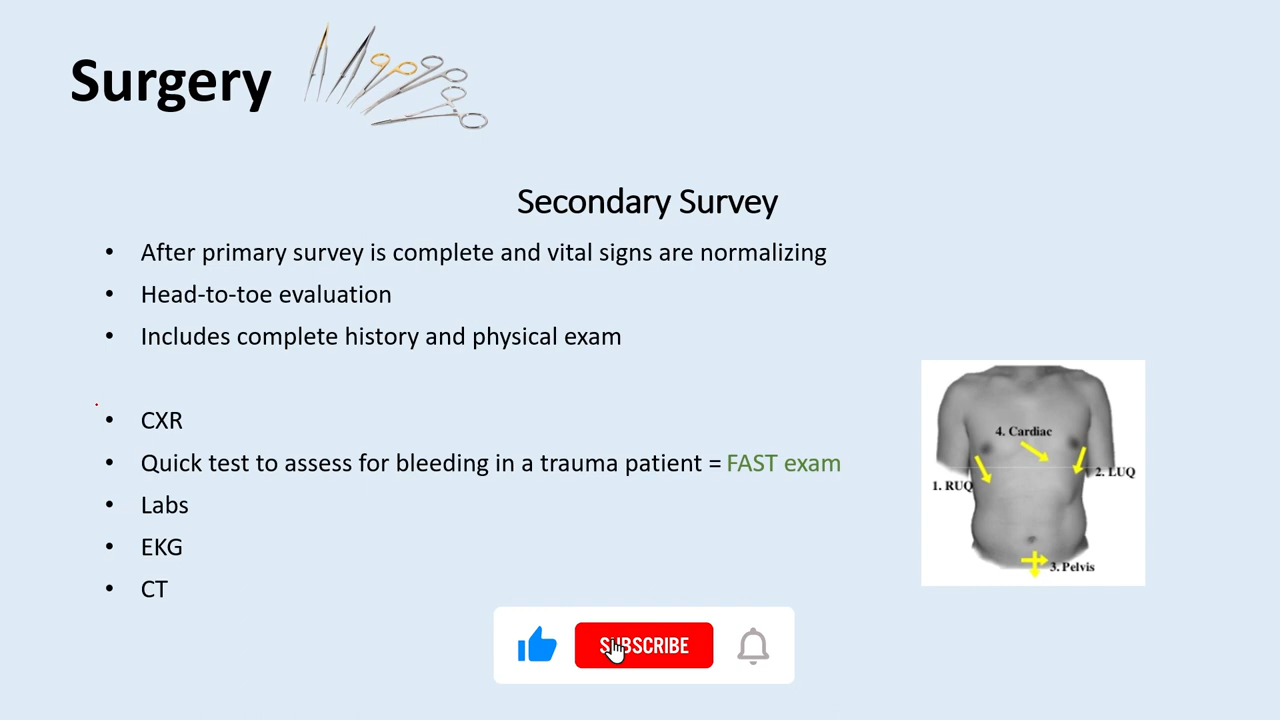 Surgery
Secondary Survey
• After primary survey is complete and vital signs are normalizing
• Head-to-toe evaluation
• Includes complete history and physical exam
• CXR
• Quick test to assess for bleeding in a trauma patient = FAST exam
• Labs
• EKG
• CT
4. Cardiac
2. LUQ
1. RUQ
3. Pelvis
SUBSCRIBE